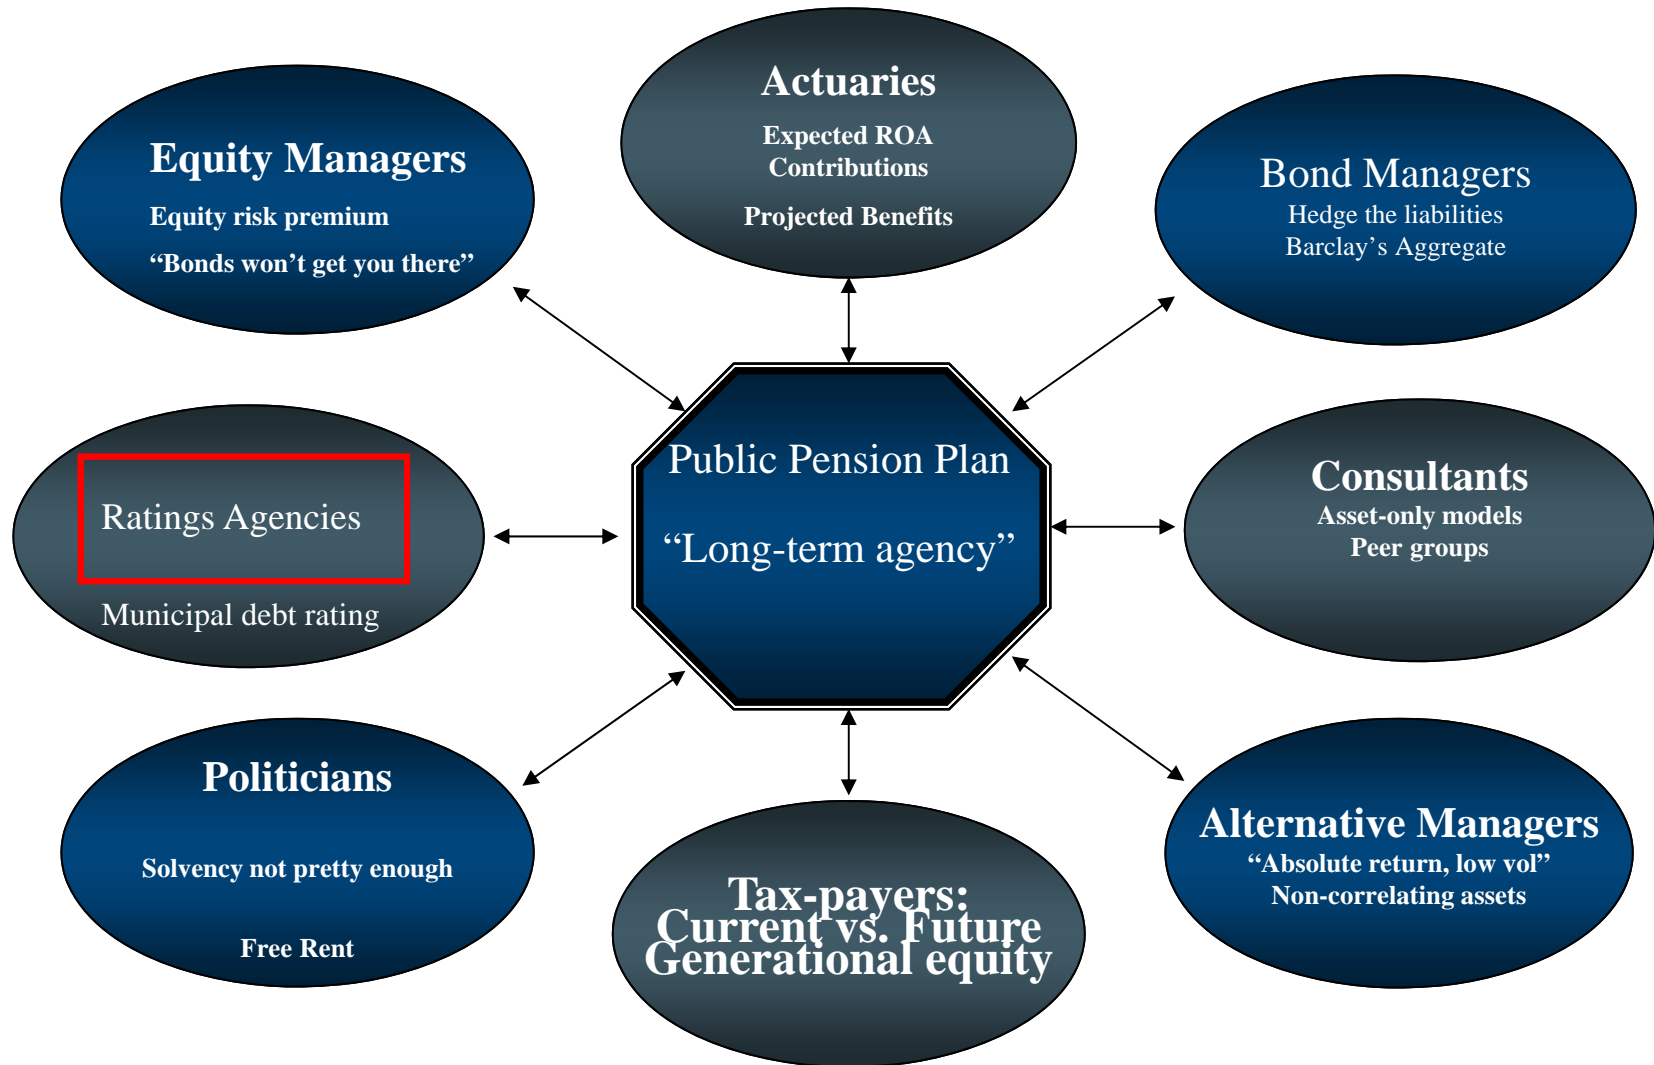 Actuaries
Expected ROA
Contributions
Projected Benefits
Equity Managers
Equity risk premium
“Bonds won’t get you there”
Bond Managers
Hedge the liabilities
Barclay’s Aggregate
Public Pension Plan
“Long-term agency”
Ratings Agencies
Municipal debt rating
Consultants
Asset-only models
Peer groups
Politicians
Solvency not pretty enough
Free Rent
Tax-payers:
Current vs. Future
Generational equity
Alternative Managers
“Absolute return, low vol”
Non-correlating assets